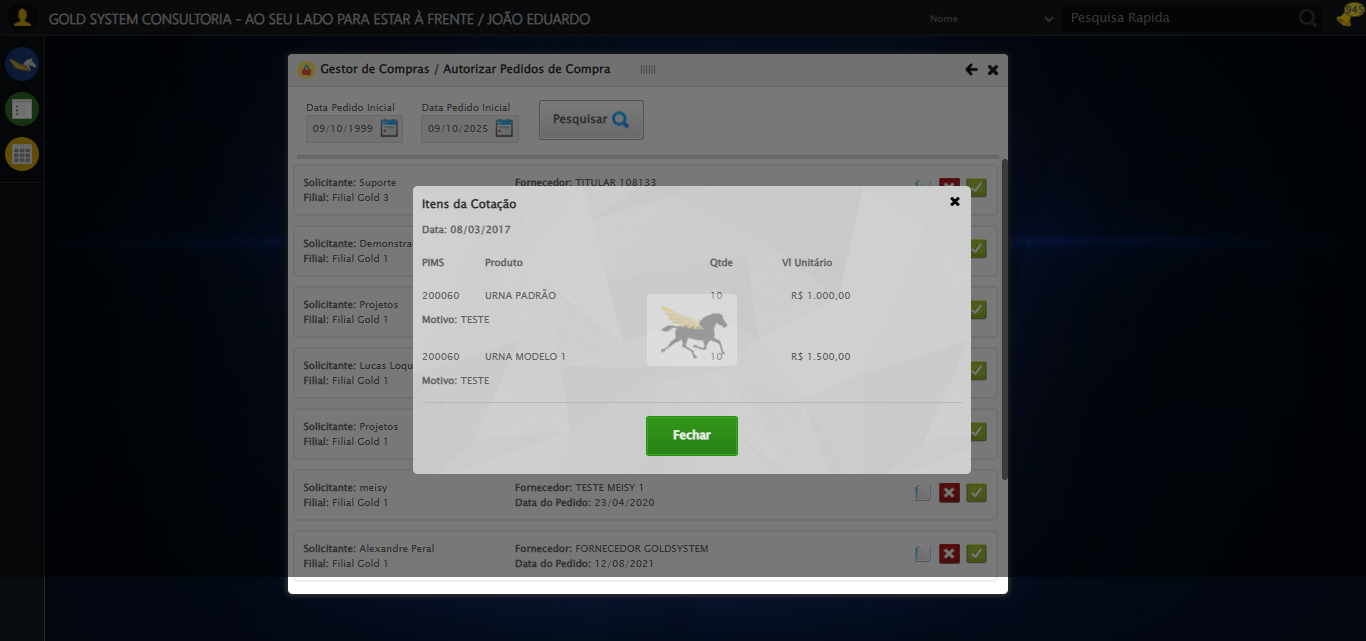 GOLD SYSTEM CONSULTORIA - AO SEU LADO PARA ESTAR À FRENTE / JOÃO EDUARDO
Nome
Pesquisa Rapida
945
Gestor de Compras / Autorizar Pedidos de Compra
Data Pedido Inicial Data Pedido Inicial
09/10/1999 09/10/2025 Pesquisar
Solicitante: Suporte Fornecedor: TITULAR 108133
Filial: Filial Gold 3
Itens da Cotação
Data: 08/03/2017
PIMS Produto Qtde Vl Unitário
200060 URNA PADRÃO 10 R$ 1.000,00
Motivo: TESTE
200060 URNA MODELO 1 10 R$ 1.500,00
Motivo: TESTE
Fechar
Solicitante: Demonstra
Filial: Filial Gold 1
Solicitante: Projetos
Filial: Filial Gold 1
Solicitante: Lucas Loqu
Filial: Filial Gold 1
Solicitante: Projetos
Filial: Filial Gold 1
Solicitante: meisy Fornecedor: TESTE MEISY 1
Filial: Filial Gold 1 Data do Pedido: 23/04/2020
Solicitante: Alexandre Peral Fornecedor: FORNECEDOR GOLDSYSTEM
Filial: Filial Gold 1 Data do Pedido: 12/08/2021